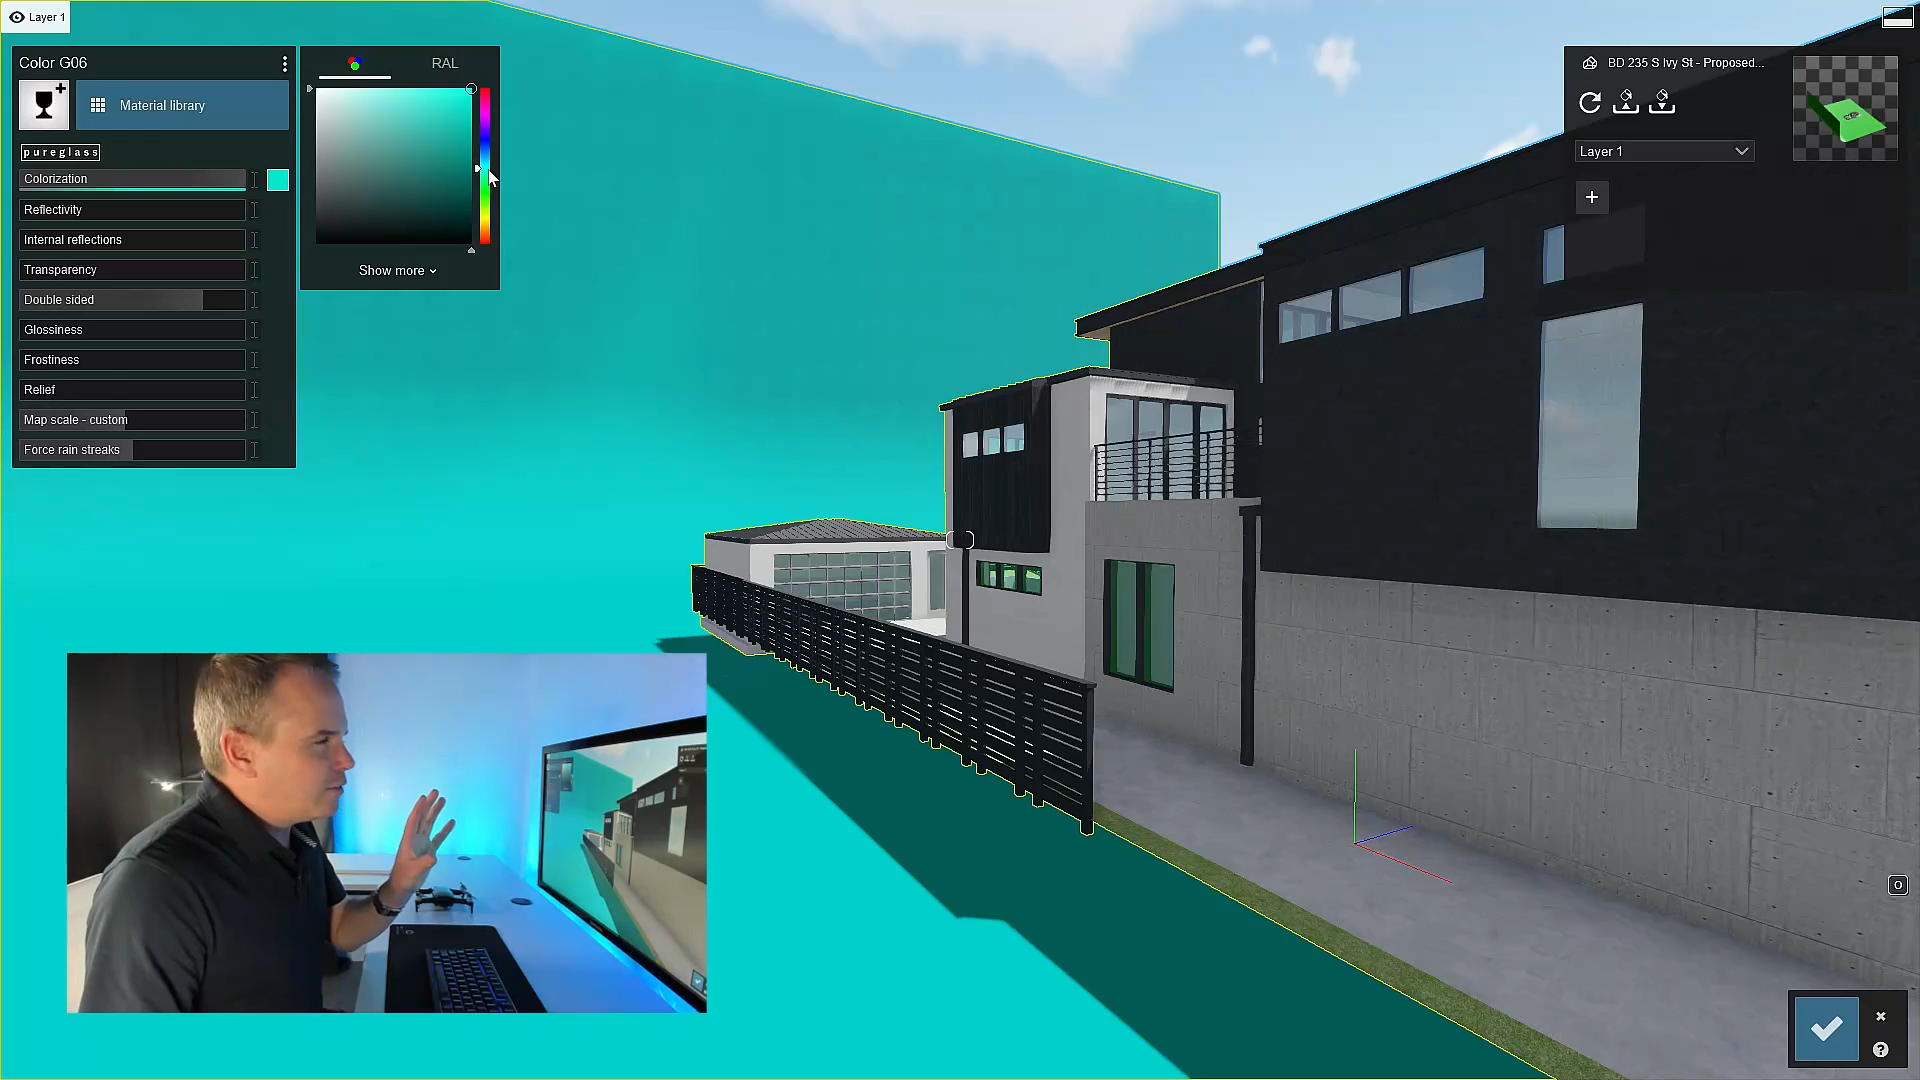 Layer 1
Color G06
Material library
pureglass
Colorization
Reflectivity
Internal reflections
Transparency
Double sided
Glossiness
Frostiness
Relief
Map scale - custom
Force rain streaks
RAL
Show more
BD 235 S Ivy St - Proposed...
Layer 1
+
O
?